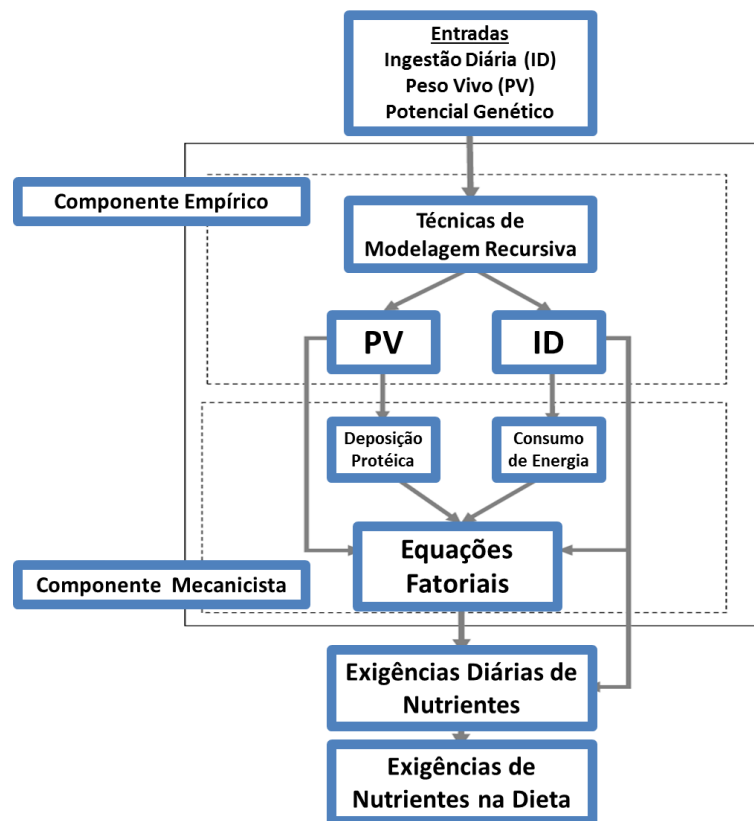 Entradas
Ingestão Diária (ID)
Peso Vivo (PV)
Potencial Genético
Componente Empírico
Técnicas de
Modelagem Recursiva
PV
ID
Deposição
Protéica
Consumo
de Energia
Equações
Fatoriais
Componente Mecanicista
Exigências Diárias de
Nutrientes
Exigências de
Nutrientes na Dieta